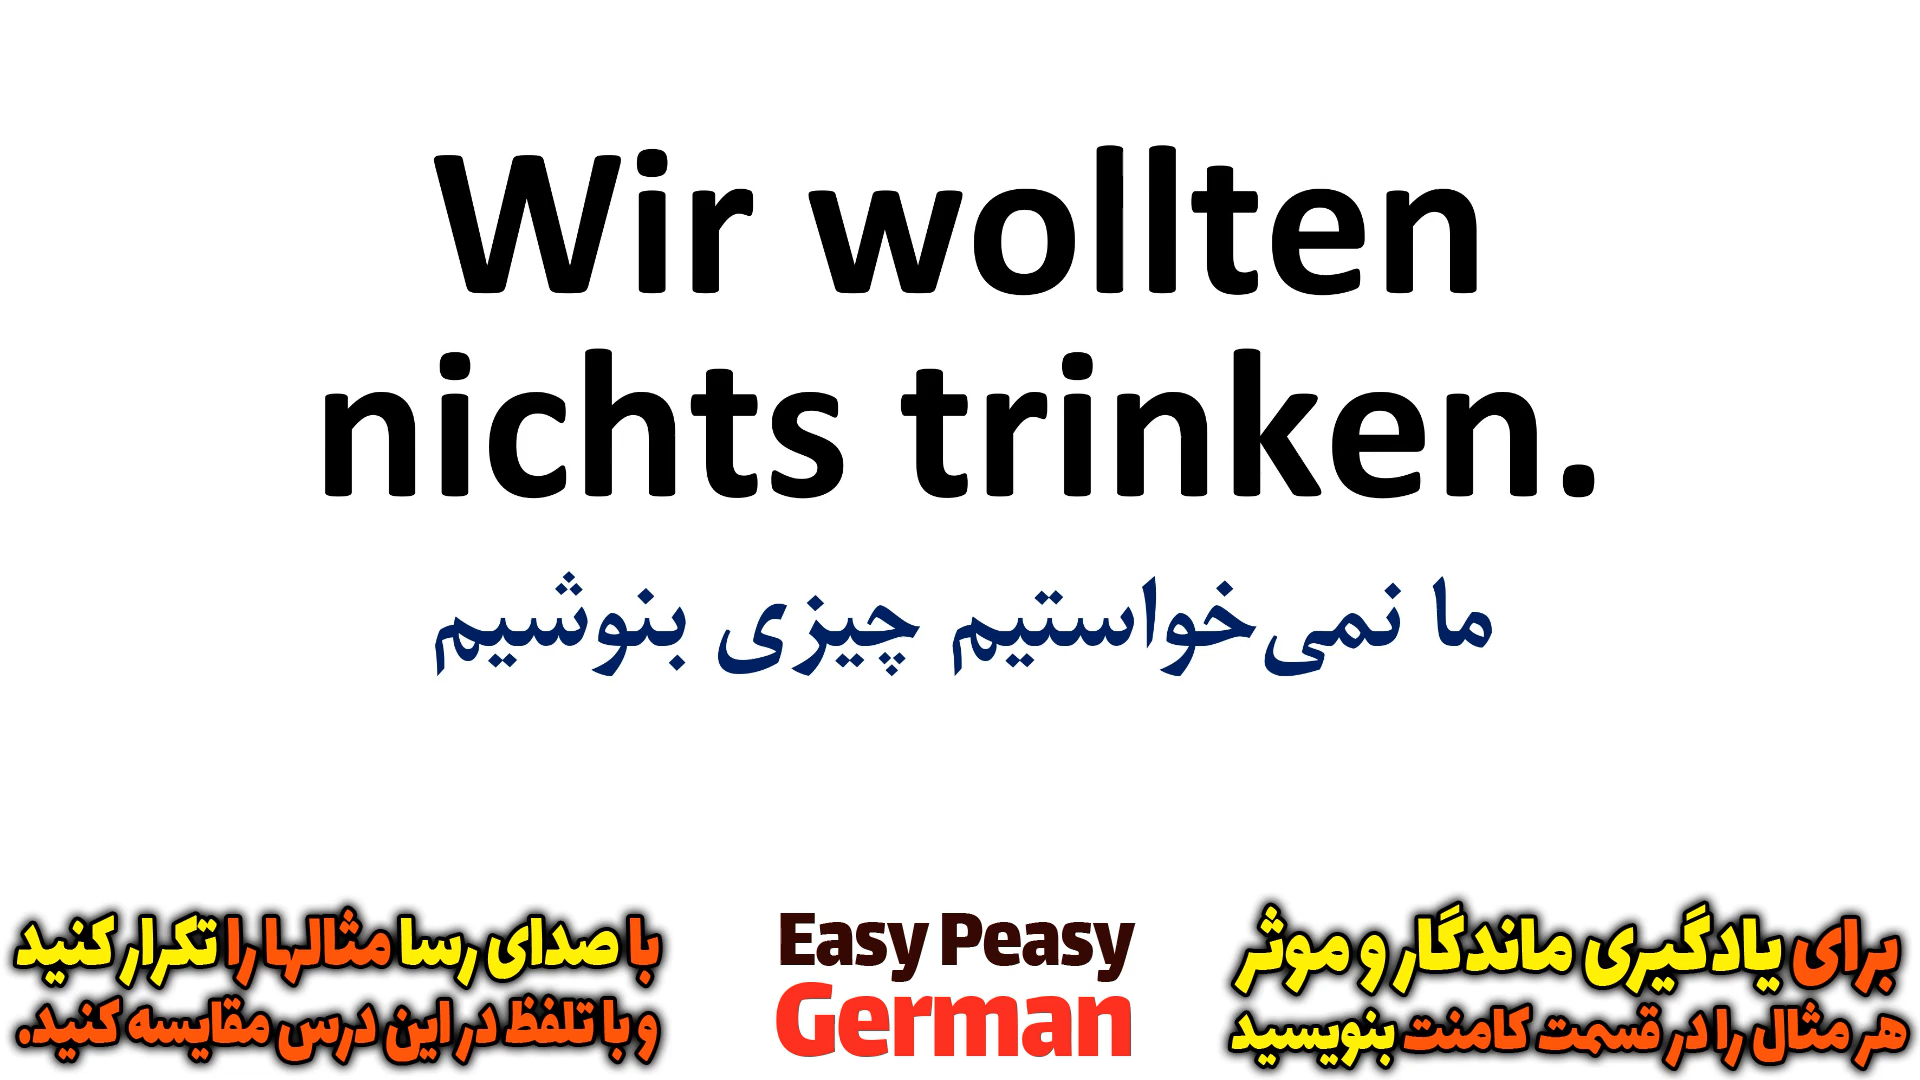 Wir wollten
nichts trinken.
ما نمی‌خواستیم چیزی بنوشیم
برای یادگیری ماندگار و موثر
هر مثال را در قسمت کامنت بنویسید
Easy Peasy
German
با صدای رسا مثالها را تکرار کنید
و با تلفظ در این درس مقایسه کنید.